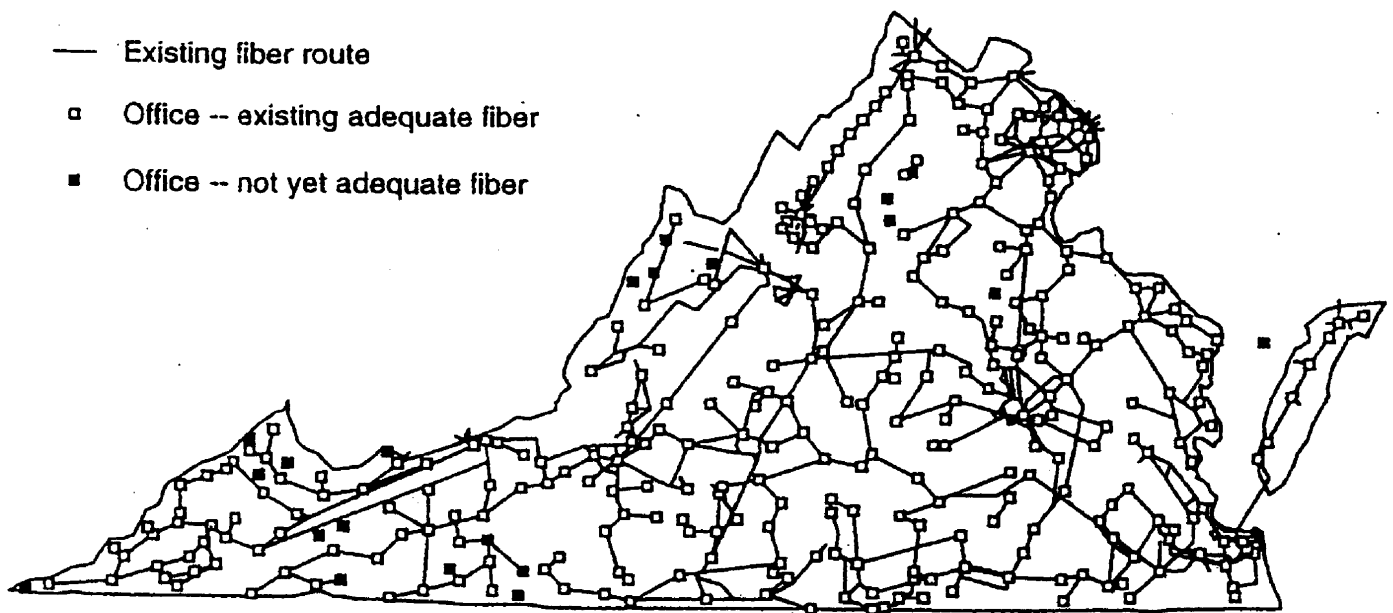 Existing fiber route
Office -- existing adequate fiber
Office -- not yet adequate fiber